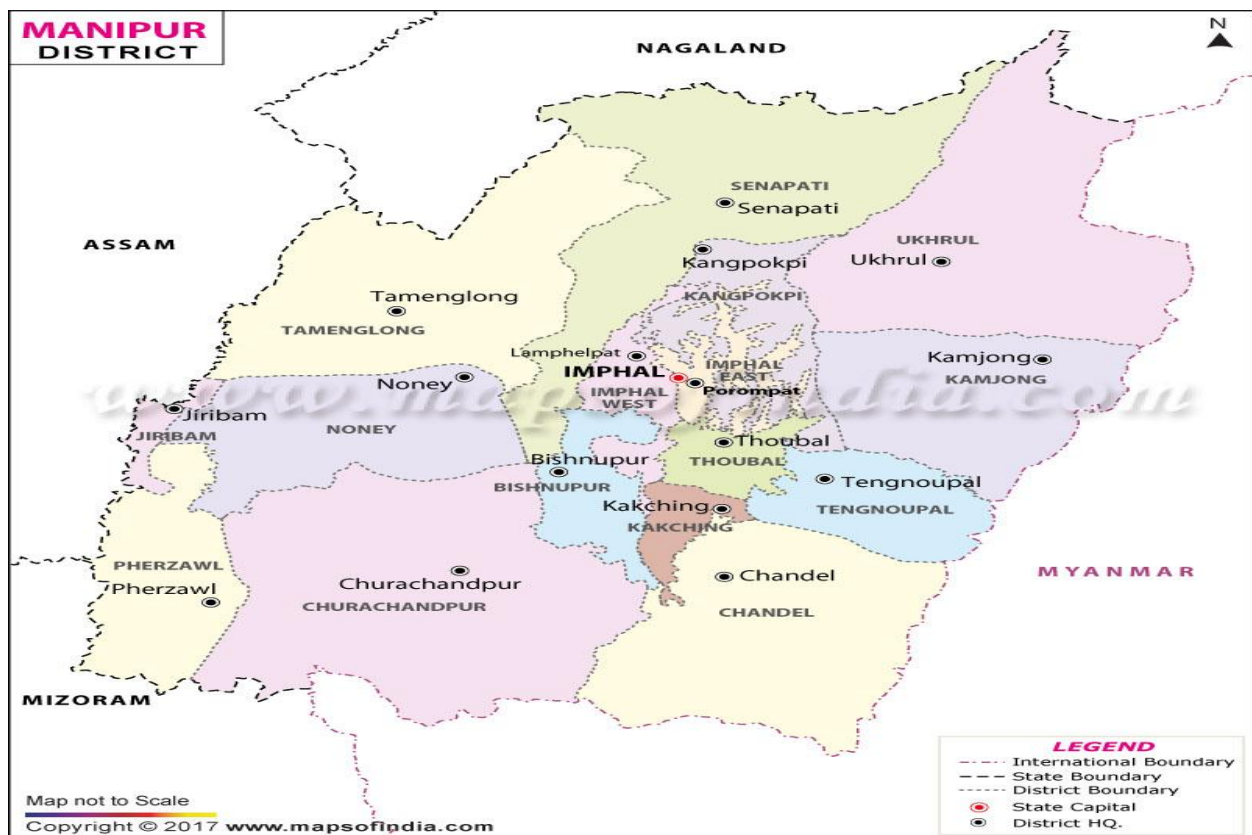 MANIPUR
DISTRICT
N
NAGALAND
SENAPATI
Senapati
ASSAM
UKHRUL
Ukhrul
Kangpokpi
KANGPOKPI
Tamenglong
TAMENGLONG
Lamphelpat
IMPHAL
IMPHAL
EAST
Kamjong
KAMJONG
Noney
Porompat
IMPHAL
WEST
www.mapsofindia.com
Jiribam
JIRIBAM
NONEY
Thoubal
THOUBAL
Bishnupur
BISHNUPUR
Tengnoupal
TENGNOUPAL
Kakching
KAKCHING
PHERZAWL
Pherzawl
Churachandpur
CHURACHANDPUR
Chandel
CHANDEL
MYANMAR
MIZORAM
LEGEND
International Boundary
State Boundary
District Boundary
State Capital
District HQ.
Map not to Scale
Copyright © 2017 www.mapsofindia.com